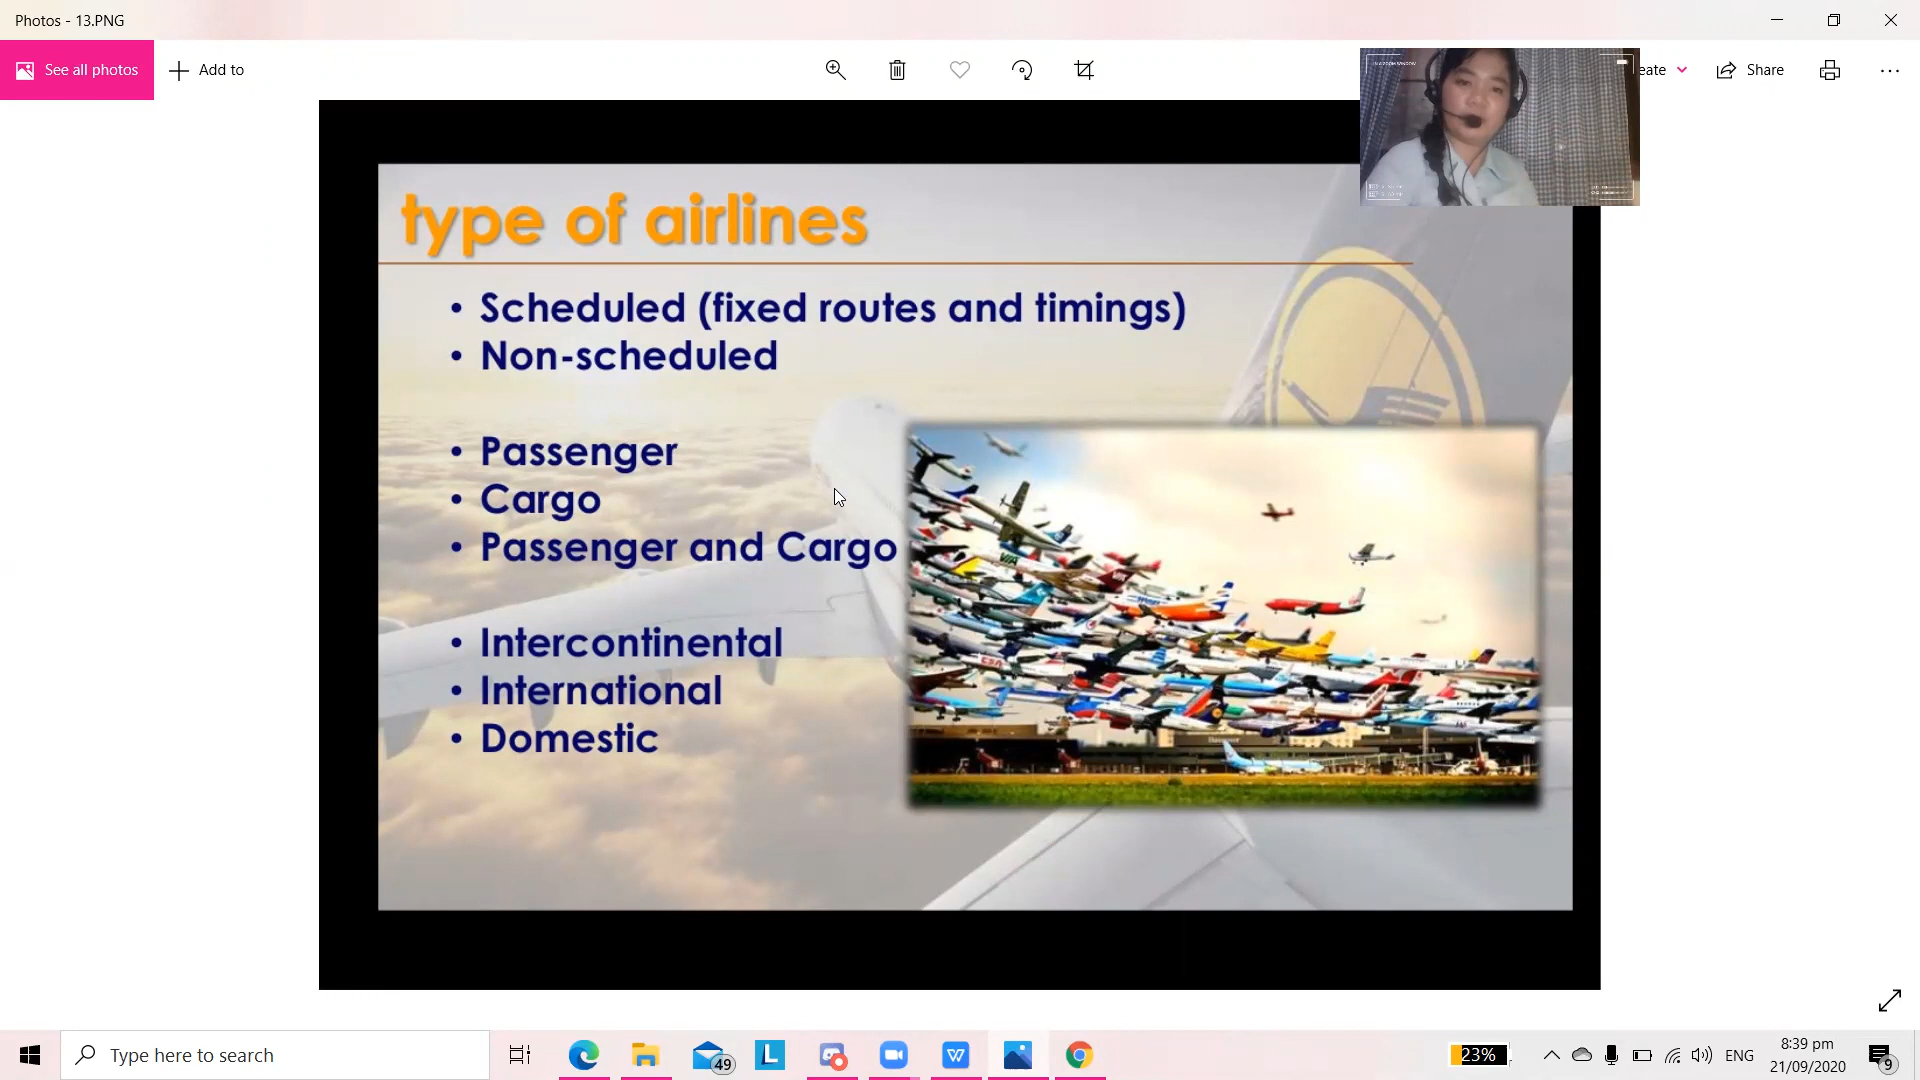 Photos - 13.PNG
See all photos
Add to
eate
Share
type of airlines
• Scheduled (fixed routes and timings)
• Non-scheduled
• Passenger
• Cargo
• Passenger and Cargo
• Intercontinental
• International
• Domestic
Type here to search
49
L
W
23%
ENG
8:39 pm
21/09/2020
9